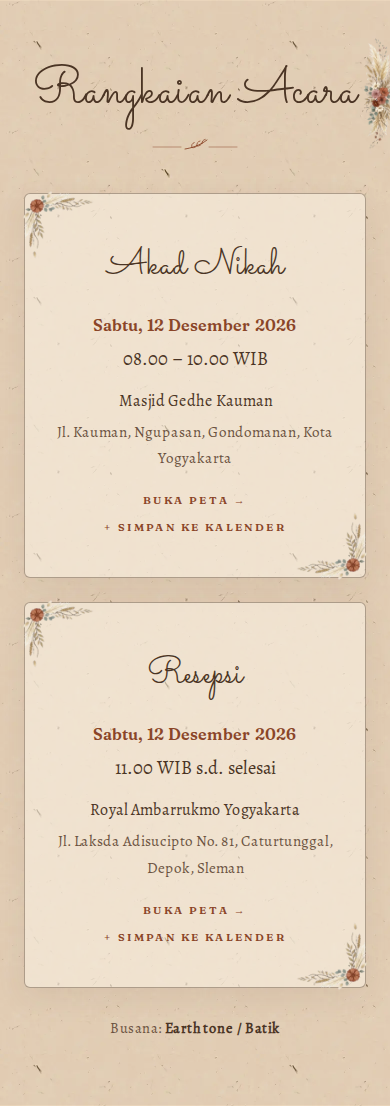 Rangkaian Acara
Akad Nikah
Sabtu, 12 Desember 2026
08.00 – 10.00 WIB
Masjid Gedhe Kauman
Jl. Kauman, Ngupasan, Gondomanan, Kota
Yogyakarta
BUKA PETA →
+ SIMPAN KE KALENDER
Resepsi
Sabtu, 12 Desember 2026
11.00 WIB s.d. selesai
Royal Ambarrukmo Yogyakarta
Jl. Laksda Adisucipto No. 81, Caturtunggal,
Depok, Sleman
BUKA PETA →
+ SIMPAN KE KALENDER
Busana: Earthtone / Batik